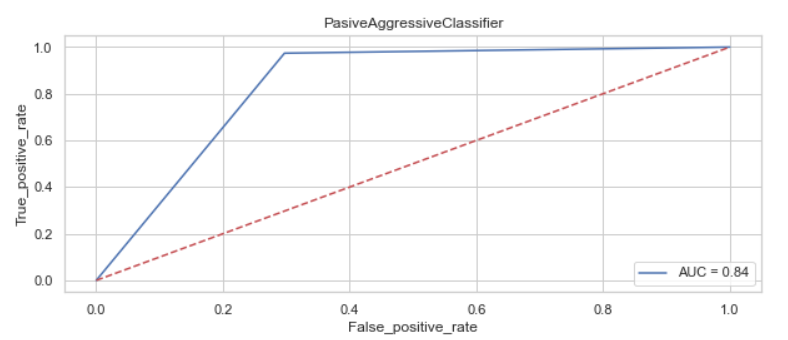 PasiveAggressiveClassifier
1.0
0.8
0.6
0.4
0.2
0.0
True_positive_rate
AUC = 0.84
0.0 0.2 0.4 0.6 0.8 1.0
False_positive_rate